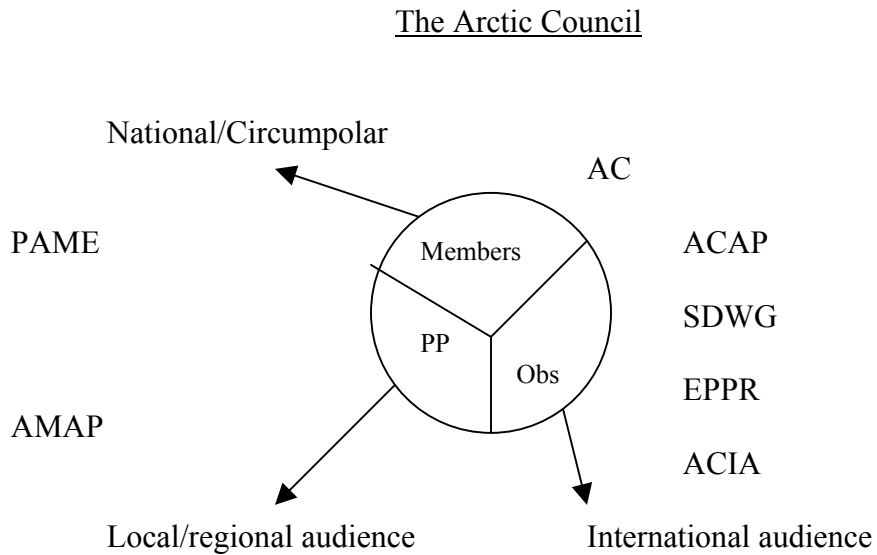 The Arctic Council
National/Circumpolar
AC
PAME
Members
ACAP
SDWG
PP
Obs
EPPR
AMAP
ACIA
Local/regional audience
International audience